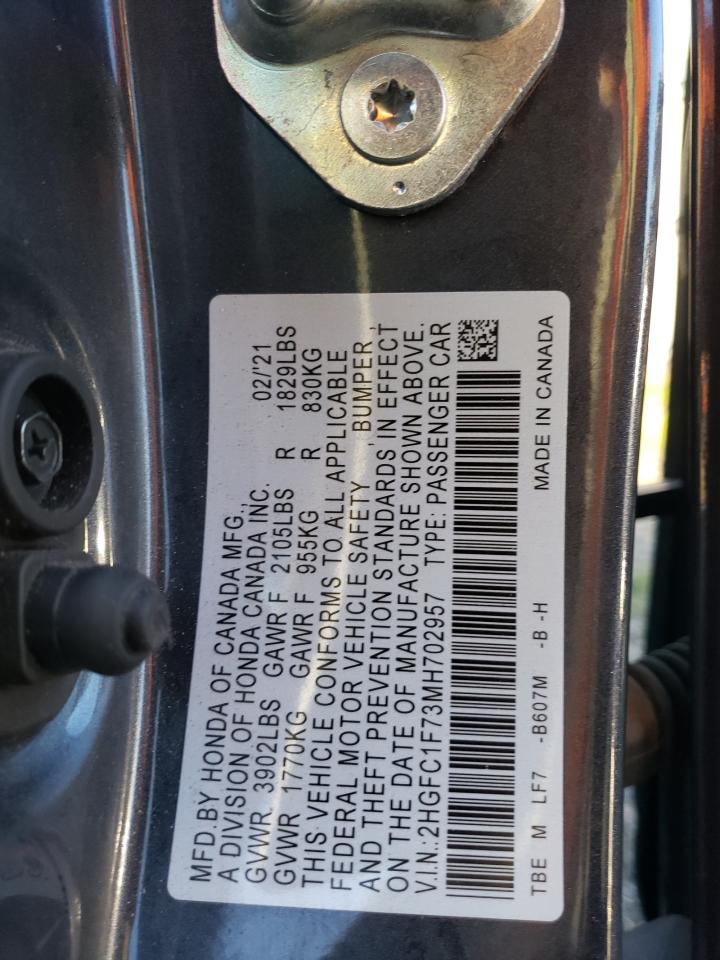 MFD.BY HONDA OF CANADA MFG.,
A DIVISION OF HONDA CANADA INC. 02/'21
GVWR 3902LBS GAWR F 2105LBS R 1829LBS
GVWR 1770KG GAWR F 955KG R 830KG
THIS VEHICLE CONFORMS TO ALL APPLICABLE
FEDERAL MOTOR VEHICLE SAFETY , BUMPER ,
AND THEFT PREVENTION STANDARDS IN EFFECT
ON THE DATE OF MANUFACTURE SHOWN ABOVE.
V.I.N.:2HGFC1F73MH702957 TYPE: PASSENGER CAR
TBE M LF7 -B607M -B -H MADE IN CANADA